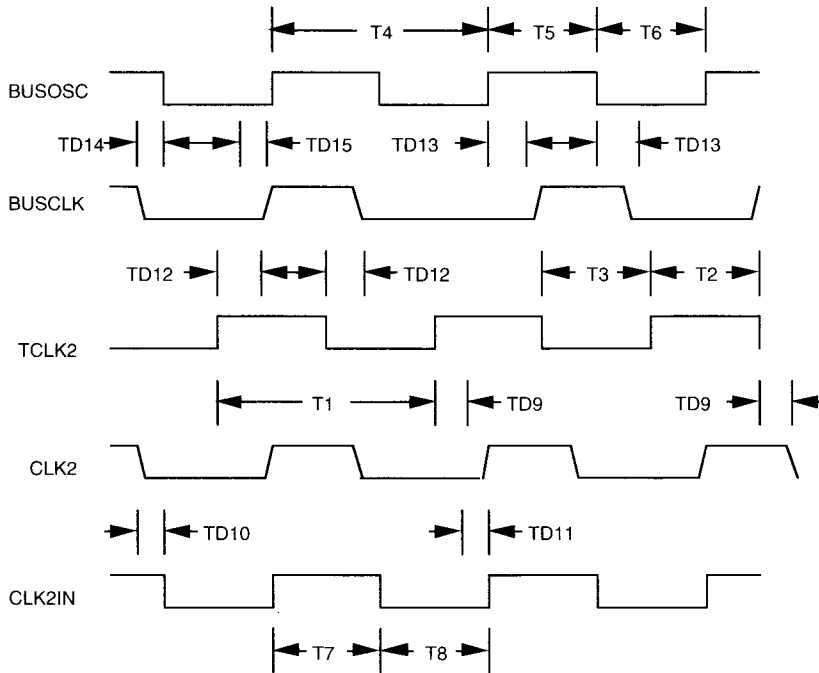 T4 T5 T6
BUSOSC
TD14 TD15 TD13 TD13
BUSCLK
TD12 TD12 T3 T2
TCLK2
T1 TD9 TD9
CLK2
TD10 TD11
CLK2IN
T7 T8